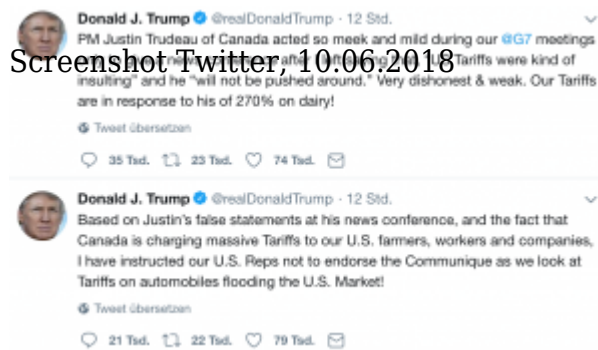 Donald J. Trump @realDonaldTrump · 12 Std.
PM Justin Trudeau of Canada acted so meek and mild during our @G7 meetings
Screenshot Twitter, 10.06.2018
news after Tariffs were kind of
insulting" and he "will not be pushed around." Very dishonest & weak. Our Tariffs
are in response to his of 270% on dairy!
Tweet übersetzen
35 Tsd. 23 Tsd. 74 Tsd.
Donald J. Trump @realDonaldTrump · 12 Std.
Based on Justin's false statements at his news conference, and the fact that
Canada is charging massive Tariffs to our U.S. farmers, workers and companies,
I have instructed our U.S. Reps not to endorse the Communique as we look at
Tariffs on automobiles flooding the U.S. Market!
Tweet übersetzen
21 Tsd. 22 Tsd. 79 Tsd.